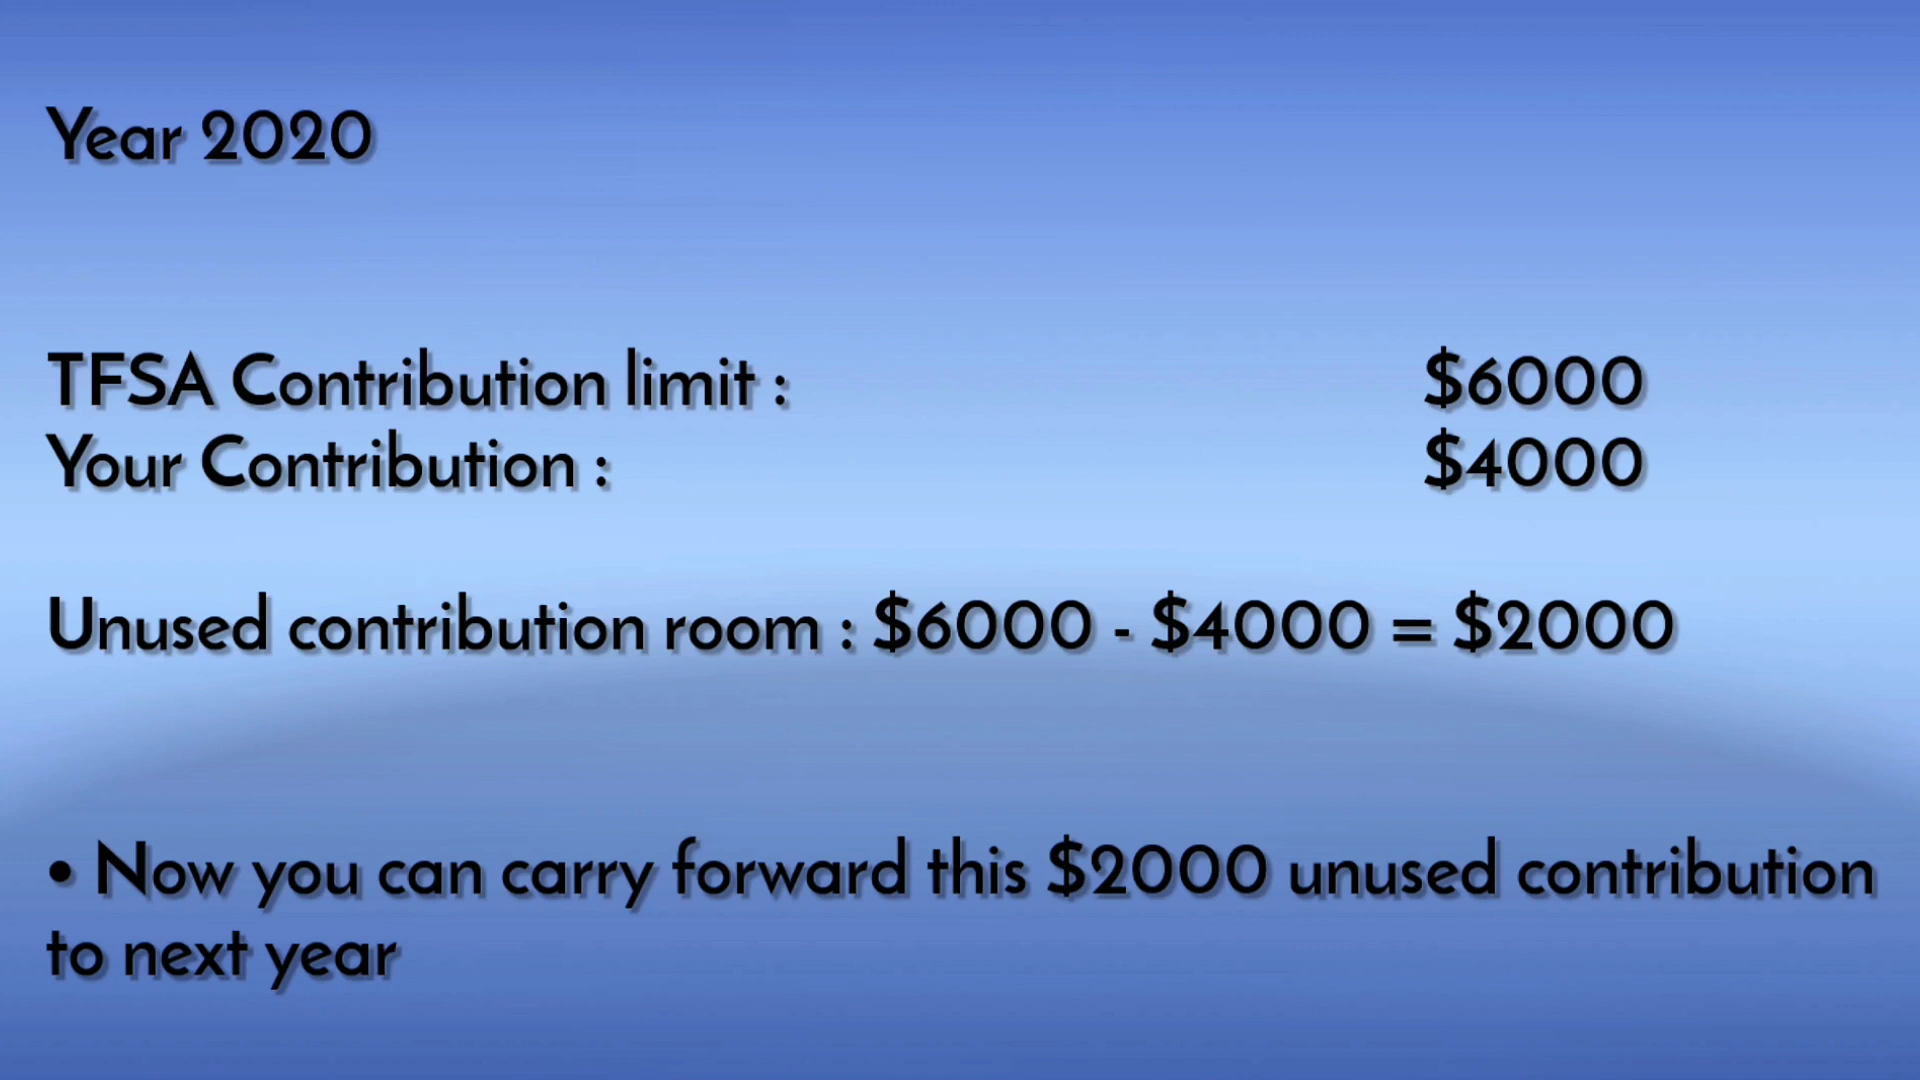 Year 2020
TFSA Contribution limit : $6000
Your Contribution : $4000
Unused contribution room : $6000 - $4000 = $2000
• Now you can carry forward this $2000 unused contribution
to next year